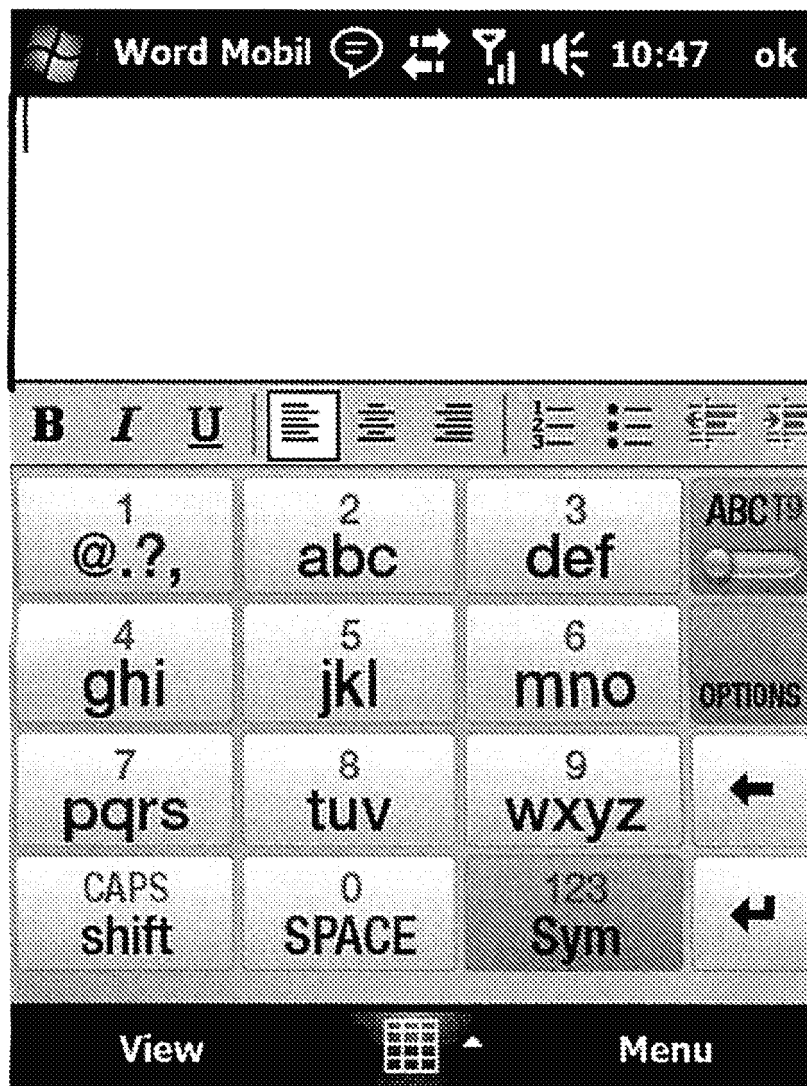 Word Mobil 10:47 ok
B I U
1 2 3
@.?, abc def
ABC
4 5 6
ghi jkl mno
OPTIONS
7 8 9
pqrs tuv wxyz
CAPS 0 123
shift SPACE Sym
View Menu